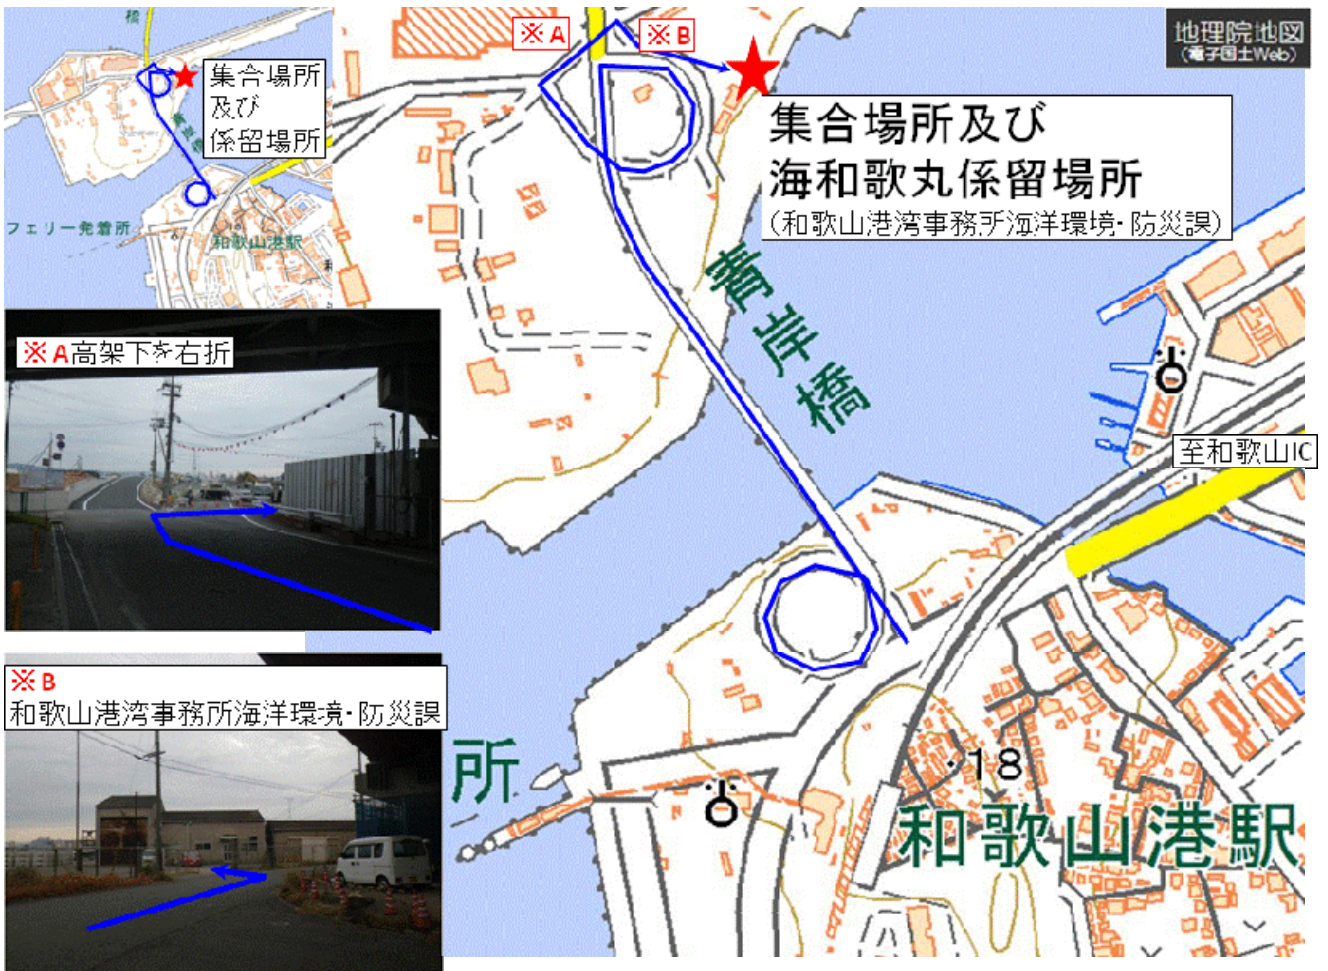 橋
集合場所
及び
係留場所
フェリー発着所
和歌山港駅
※A
※B
地理院地図
(電子国土Web)
集合場所及び
海和歌丸係留場所
(和歌山港湾事務所海洋環境・防災課)
青岸橋
至和歌山IC
※A高架下を右折
※B
和歌山港湾事務所海洋環境・防災課
所
・18
和歌山港駅